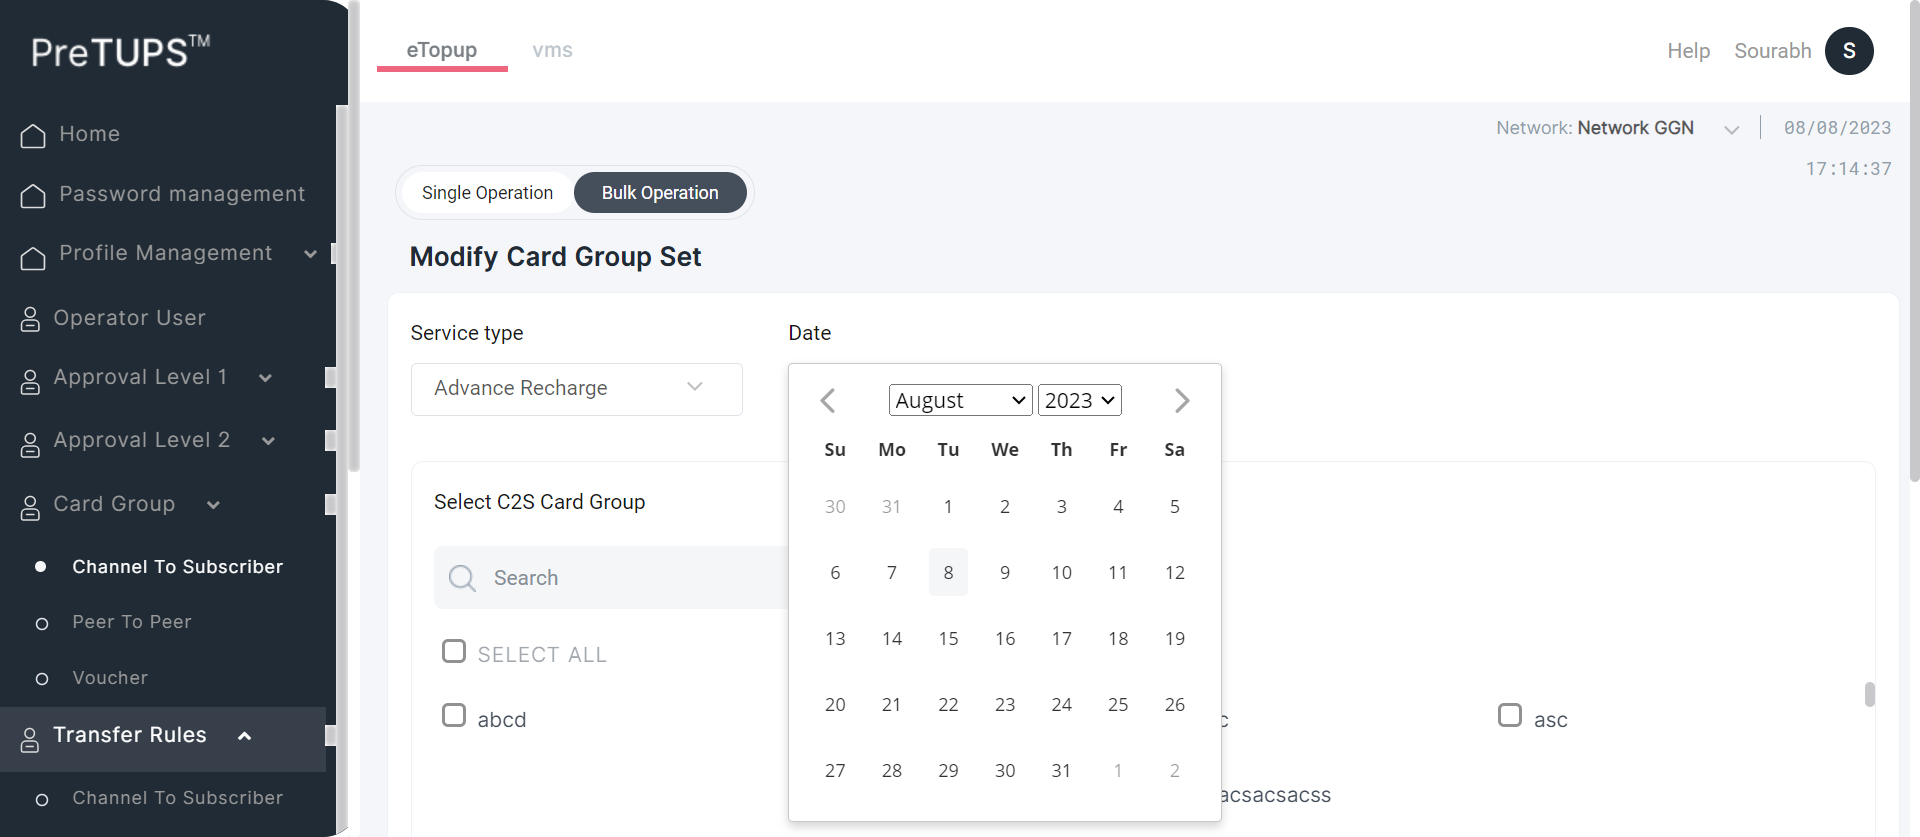 PreTUPS™
Home
Password management
Profile Management
Operator User
Approval Level 1
Approval Level 2
Card Group
Channel To Subscriber
Peer To Peer
Voucher
Transfer Rules
Channel To Subscriber
eTopup vms
Help Sourabh S
Network: Network GGN 08/08/2023
17:14:37
Single Operation Bulk Operation
Modify Card Group Set
Service type Date
Advance Recharge
August 2023
Su Mo Tu We Th Fr Sa
30 31 1 2 3 4 5
6 7 8 9 10 11 12
13 14 15 16 17 18 19
20 21 22 23 24 25 26
27 28 29 30 31 1 2
Select C2S Card Group
Search
SELECT ALL
abcd
asc
acsacsacss